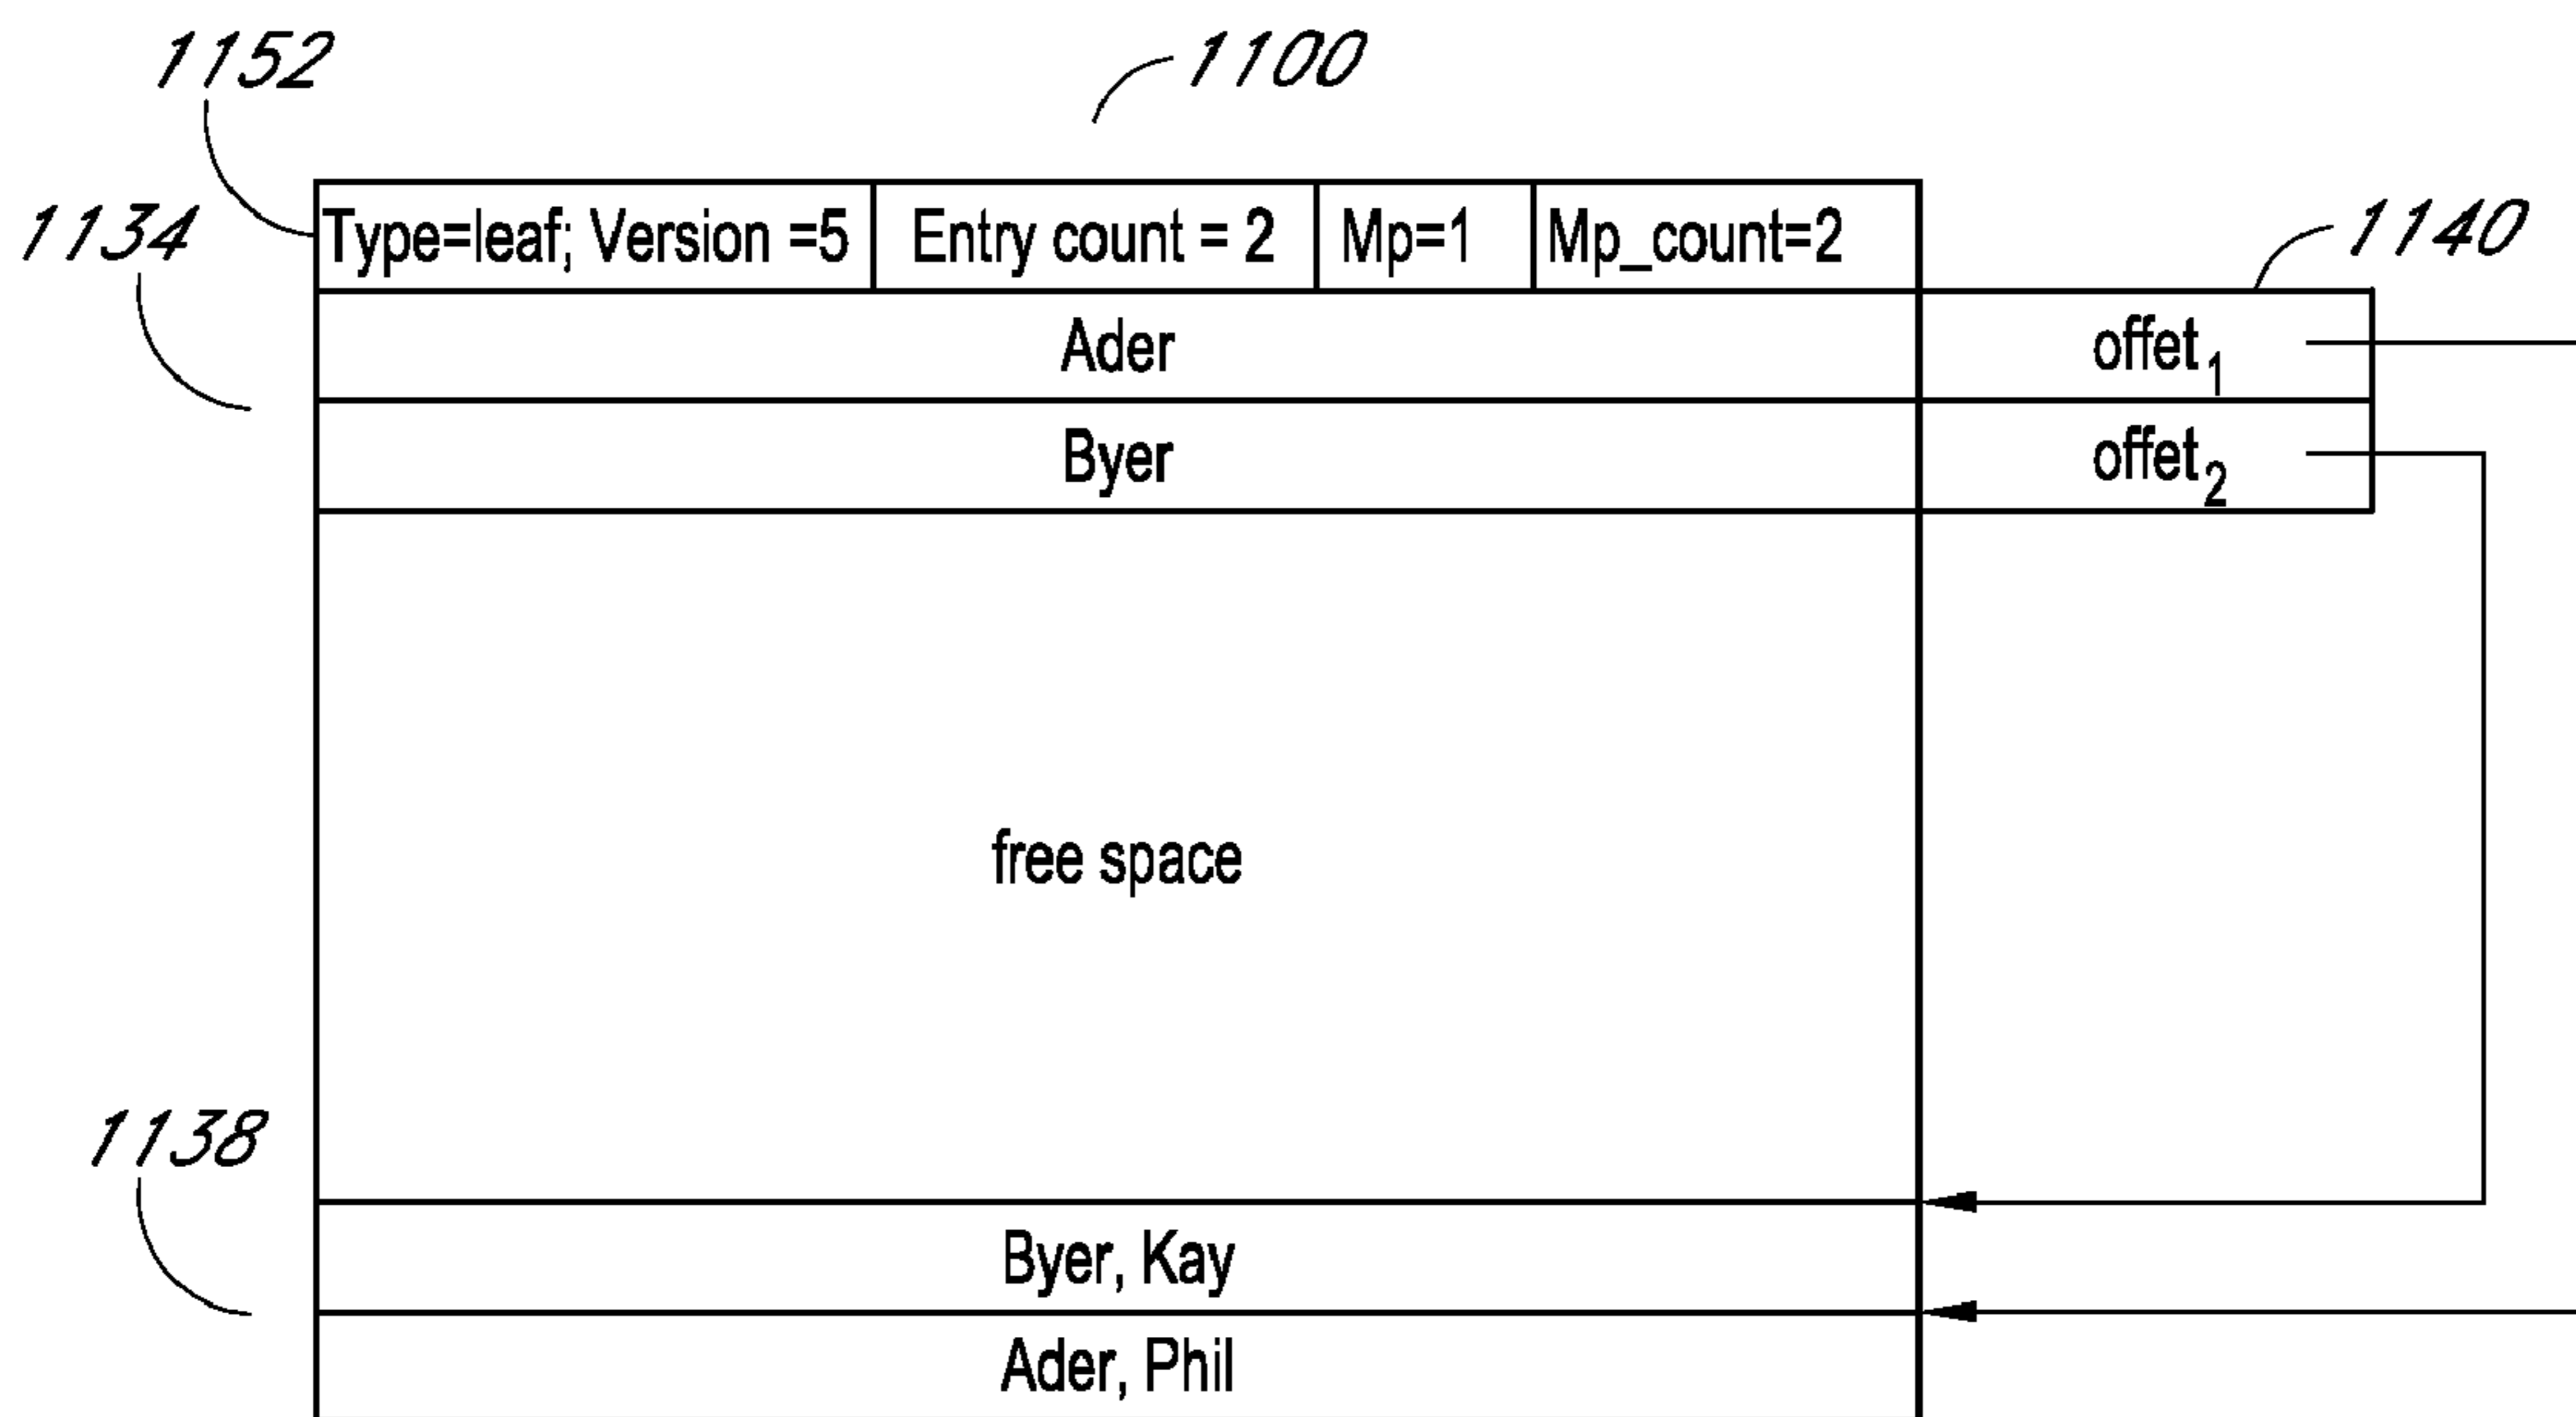 1152
1100
1134
Type=leaf; Version =5 Entry count = 2 Mp=1 Mp_count=2
1140
Ader offet1
Byer offet2
free space
1138
Byer, Kay
Ader, Phil